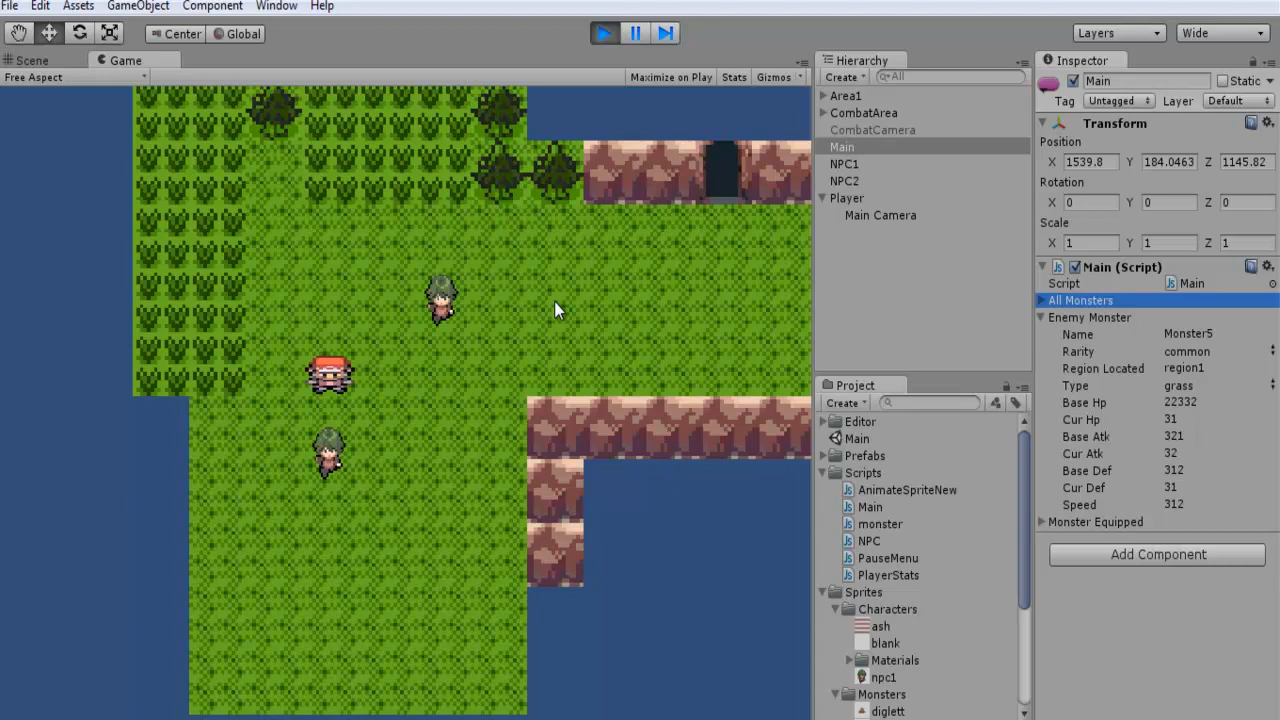 File Edit Assets GameObject Component Window Help
Center Global Layers Wide
Scene Game
Free Aspect Maximize on Play Stats Gizmos
Hierarchy
Create All
Area1
CombatArea
CombatCamera
Main
NPC1
NPC2
Player
Main Camera
Project
Create
Editor
Main
Prefabs
Scripts
AnimateSpriteNew
Main
monster
NPC
PauseMenu
PlayerStats
Sprites
Characters
ash
blank
Materials
npc1
Monsters
diglett
Inspector
Main Static
Tag Untagged Layer Default
Transform
Position
X 1539.8 Y 184.0463 Z 1145.82
Rotation
X 0 Y 0 Z 0
Scale
X 1 Y 1 Z 1
Main (Script)
Script Main
All Monsters
Enemy Monster
Name Monster5
Rarity common
Region Located region1
Type grass
Base Hp 22332
Cur Hp 31
Base Atk 321
Cur Atk 32
Base Def 312
Cur Def 31
Speed 312
Monster Equipped
Add Component